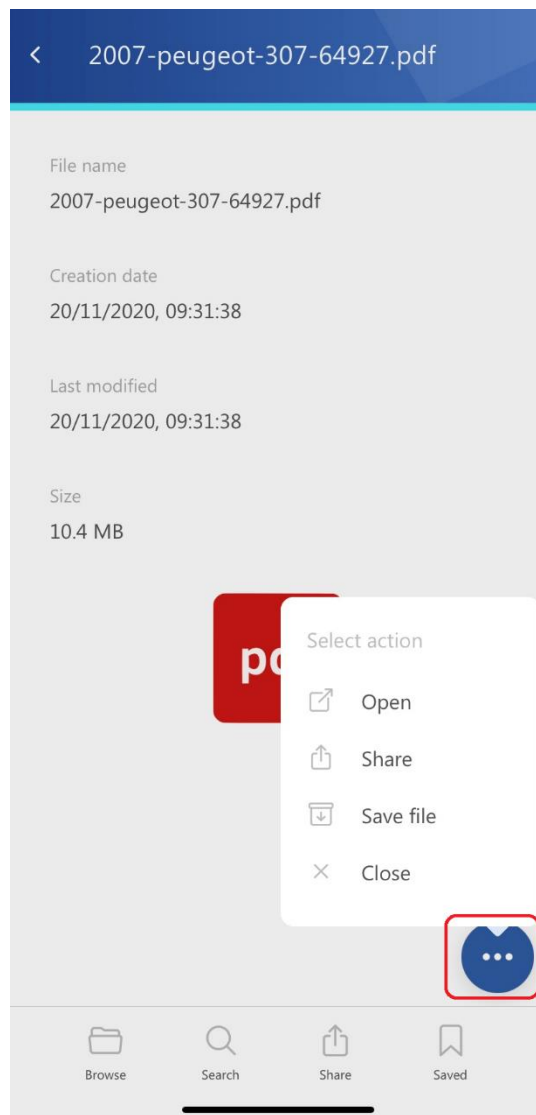 2007-peugeot-307-64927.pdf
File name
2007-peugeot-307-64927.pdf
Creation date
20/11/2020, 09:31:38
Last modified
20/11/2020, 09:31:38
Size
10.4 MB
Select action
Open
Share
Save file
Close
Browse Search Share Saved